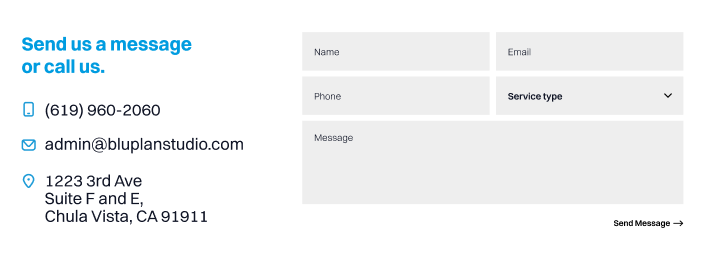 Send us a message
or call us.
(619) 960-2060
admin@bluplanstudio.com
1223 3rd Ave
Suite F and E,
Chula Vista, CA 91911
Name
Email
Phone
Service type
Message
Send Message